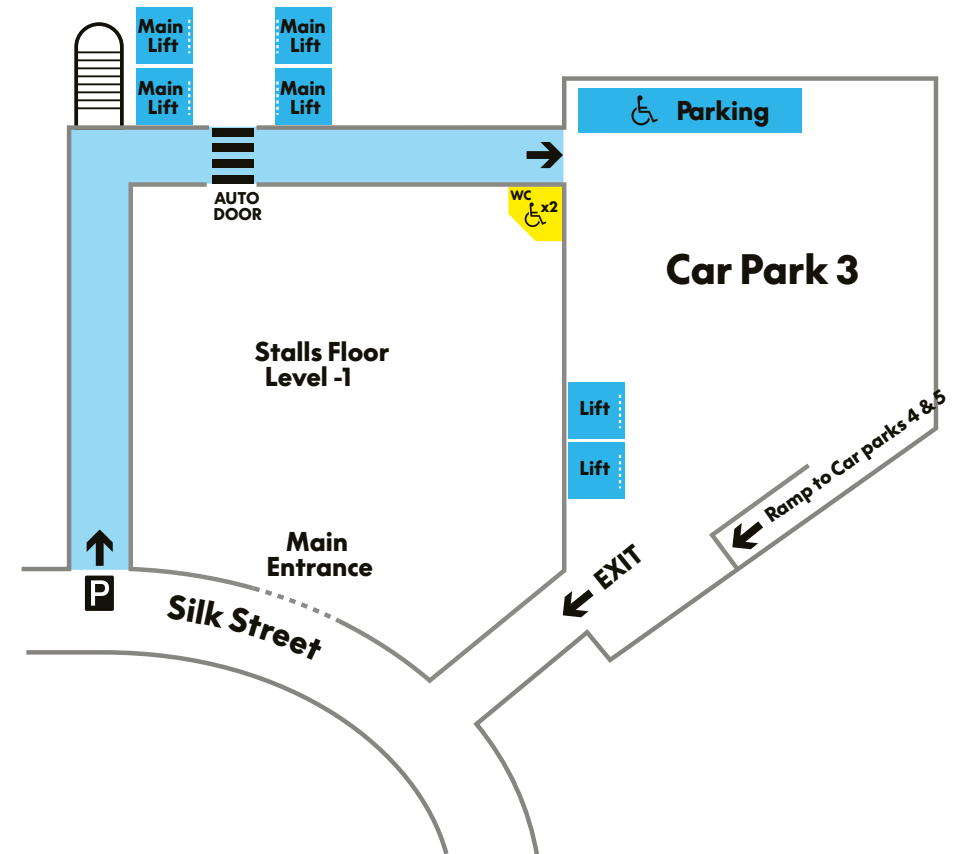 Main
Lift
Main
Lift
Main
Lift
Main
Lift
Parking
AUTO
DOOR
WC
x2
Car Park 3
Stalls Floor
Level -1
Lift
Lift
Ramp to Car parks 4 & 5
Main
Entrance
EXIT
P
Silk Street